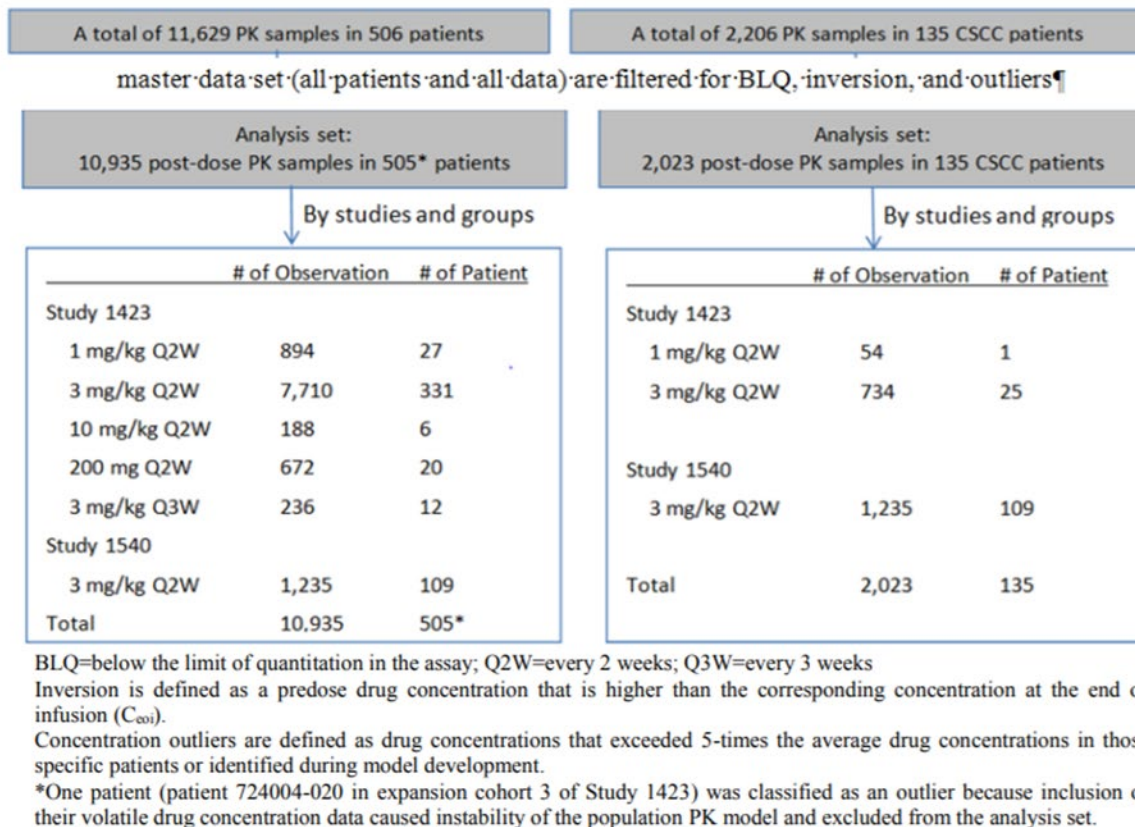 A total of 11,629 PK samples in 506 patients
A total of 2,206 PK samples in 135 CSCC patients
master·data·set·(all·patients·and·all·data)·are·filtered·for·BLQ,·inversion,·and·outliers¶
Analysis set:
10,935 post-dose PK samples in 505* patients
Analysis set:
2,023 post-dose PK samples in 135 CSCC patients
By studies and groups
By studies and groups
# of Observation # of Patient
Study 1423
1 mg/kg Q2W 894 27
3 mg/kg Q2W 7,710 331
10 mg/kg Q2W 188 6
200 mg Q2W 672 20
3 mg/kg Q3W 236 12
Study 1540
3 mg/kg Q2W 1,235 109
Total 10,935 505*
# of Observation # of Patient
Study 1423
1 mg/kg Q2W 54 1
3 mg/kg Q2W 734 25
Study 1540
3 mg/kg Q2W 1,235 109
Total 2,023 135
BLQ=below the limit of quantitation in the assay; Q2W=every 2 weeks; Q3W=every 3 weeks
Inversion is defined as a predose drug concentration that is higher than the corresponding concentration at the end o
infusion (Ceoi).
Concentration outliers are defined as drug concentrations that exceeded 5-times the average drug concentrations in thos
specific patients or identified during model development.
*One patient (patient 724004-020 in expansion cohort 3 of Study 1423) was classified as an outlier because inclusion o
their volatile drug concentration data caused instability of the population PK model and excluded from the analysis set.